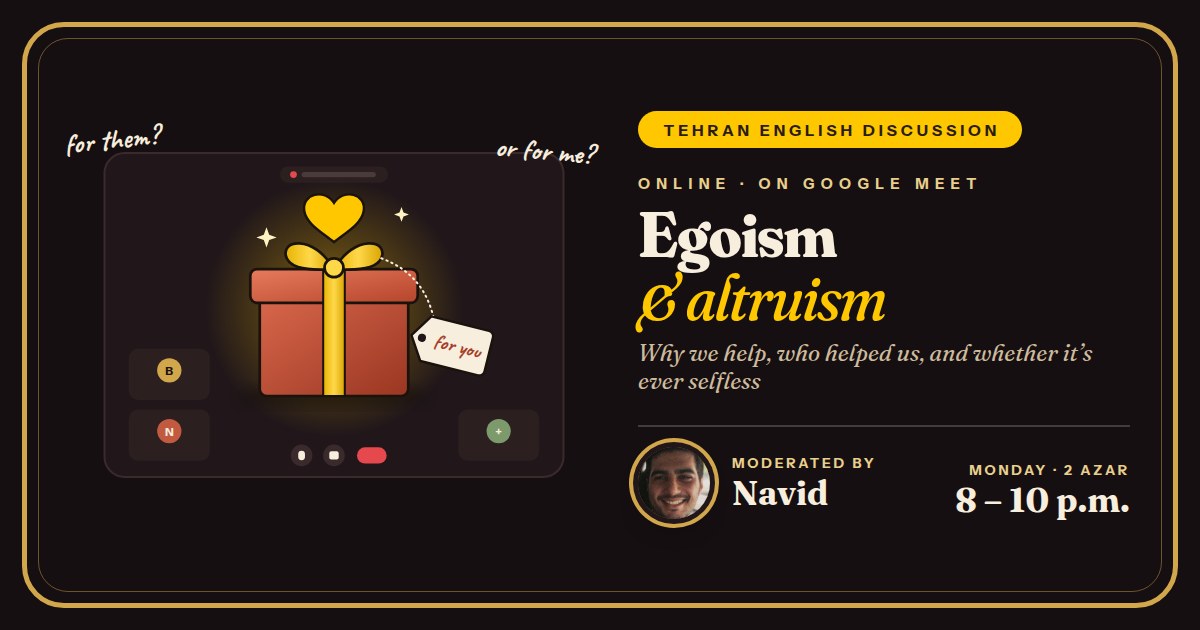 for them?
or for me?
B
N
+
for you
TEHRAN ENGLISH DISCUSSION
ONLINE · ON GOOGLE MEET
Egoism
& altruism
Why we help, who helped us, and whether it’s
ever selfless
MODERATED BY
Navid
MONDAY · 2 AZAR
8 – 10 p.m.